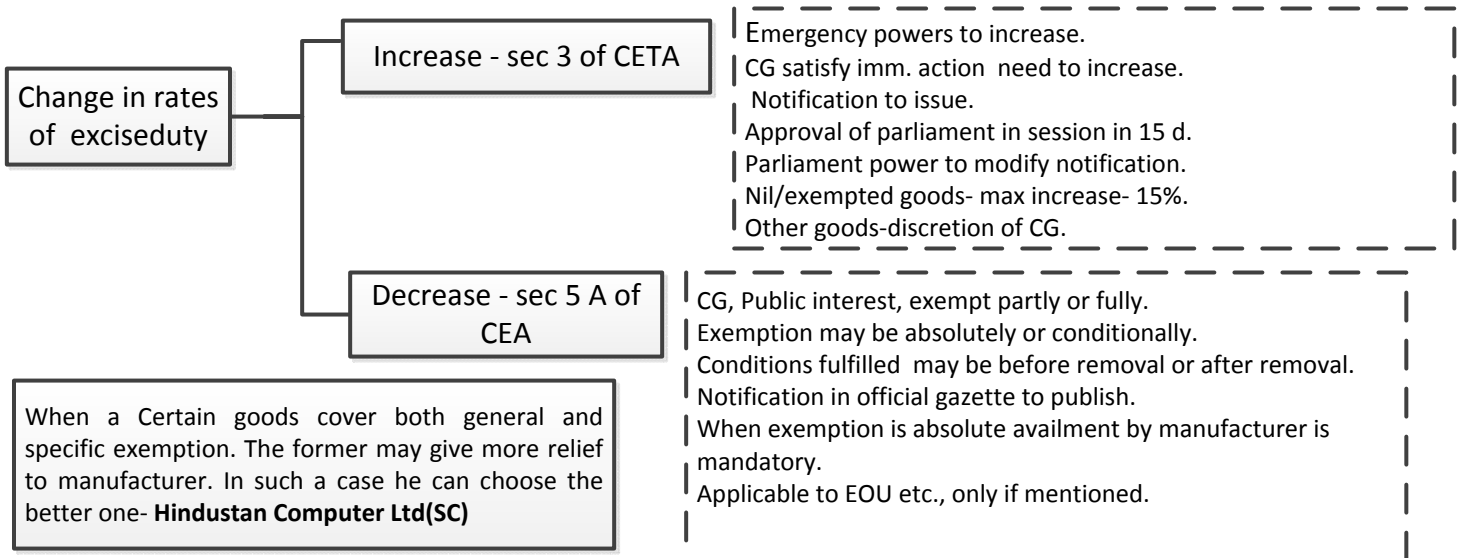 Change in rates
of exciseduty
Increase - sec 3 of CETA
Emergency powers to increase.
CG satisfy imm. action need to increase.
Notification to issue.
Approval of parliament in session in 15 d.
Parliament power to modify notification.
Nil/exempted goods- max increase- 15%.
Other goods-discretion of CG.
Decrease - sec 5 A of
CEA
CG, Public interest, exempt partly or fully.
Exemption may be absolutely or conditionally.
Conditions fulfilled may be before removal or after removal.
Notification in official gazette to publish.
When exemption is absolute availment by manufacturer is
mandatory.
Applicable to EOU etc., only if mentioned.
When a Certain goods cover both general and
specific exemption. The former may give more relief
to manufacturer. In such a case he can choose the
better one- Hindustan Computer Ltd(SC)